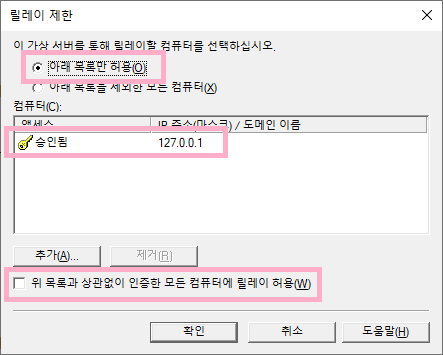 릴레이 제한
이 가상 서버를 통해 릴레이할 컴퓨터를 선택하십시오.
아래 목록만 허용(O)
아래 목록을 제외한 모든 컴퓨터(X)
컴퓨터(C):
액세스 IP 주소(마스크) / 도메인 이름
승인됨 127.0.0.1
추가(A)... 제거(R)
위 목록과 상관없이 인증한 모든 컴퓨터에 릴레이 허용(W)
확인 취소 도움말(H)